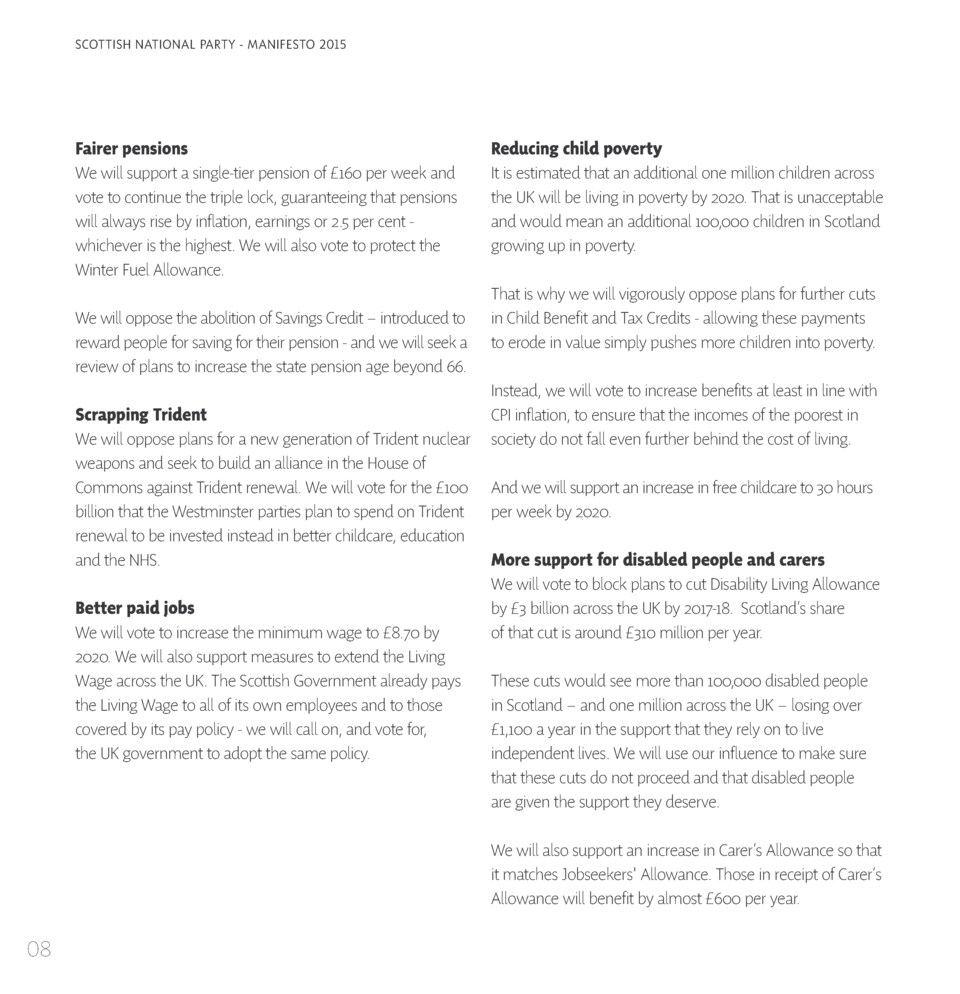 SCOTTISH NATIONAL PARTY - MANIFESTO 2015
Fairer pensions
We will support a single-tier pension of £160 per week and
vote to continue the triple lock, guaranteeing that pensions
will always rise by inflation, earnings or 2.5 per cent -
whichever is the highest. We will also vote to protect the
Winter Fuel Allowance.
We will oppose the abolition of Savings Credit – introduced to
reward people for saving for their pension - and we will seek a
review of plans to increase the state pension age beyond 66.
Scrapping Trident
We will oppose plans for a new generation of Trident nuclear
weapons and seek to build an alliance in the House of
Commons against Trident renewal. We will vote for the £100
billion that the Westminster parties plan to spend on Trident
renewal to be invested instead in better childcare, education
and the NHS.
Better paid jobs
We will vote to increase the minimum wage to £8.70 by
2020. We will also support measures to extend the Living
Wage across the UK. The Scottish Government already pays
the Living Wage to all of its own employees and to those
covered by its pay policy - we will call on, and vote for,
the UK government to adopt the same policy.
Reducing child poverty
It is estimated that an additional one million children across
the UK will be living in poverty by 2020. That is unacceptable
and would mean an additional 100,000 children in Scotland
growing up in poverty.
That is why we will vigorously oppose plans for further cuts
in Child Benefit and Tax Credits - allowing these payments
to erode in value simply pushes more children into poverty.
Instead, we will vote to increase benefits at least in line with
CPI inflation, to ensure that the incomes of the poorest in
society do not fall even further behind the cost of living.
And we will support an increase in free childcare to 30 hours
per week by 2020.
More support for disabled people and carers
We will vote to block plans to cut Disability Living Allowance
by £3 billion across the UK by 2017-18.  Scotland's share
of that cut is around £310 million per year.
These cuts would see more than 100,000 disabled people
in Scotland – and one million across the UK – losing over
£1,100 a year in the support that they rely on to live
independent lives. We will use our influence to make sure
that these cuts do not proceed and that disabled people
are given the support they deserve.
We will also support an increase in Carer's Allowance so that
it matches Jobseekers' Allowance. Those in receipt of Carer's
Allowance will benefit by almost £600 per year.
08